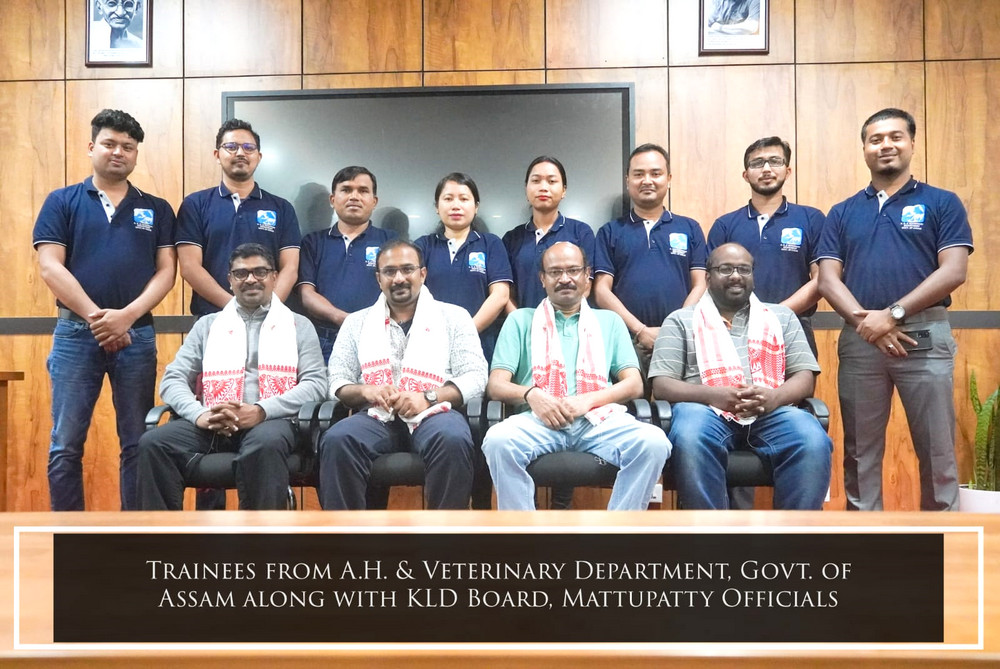 Trainees from A.H. & Veterinary Department, Govt. of
Assam along with KLD Board, Mattupatty Officials